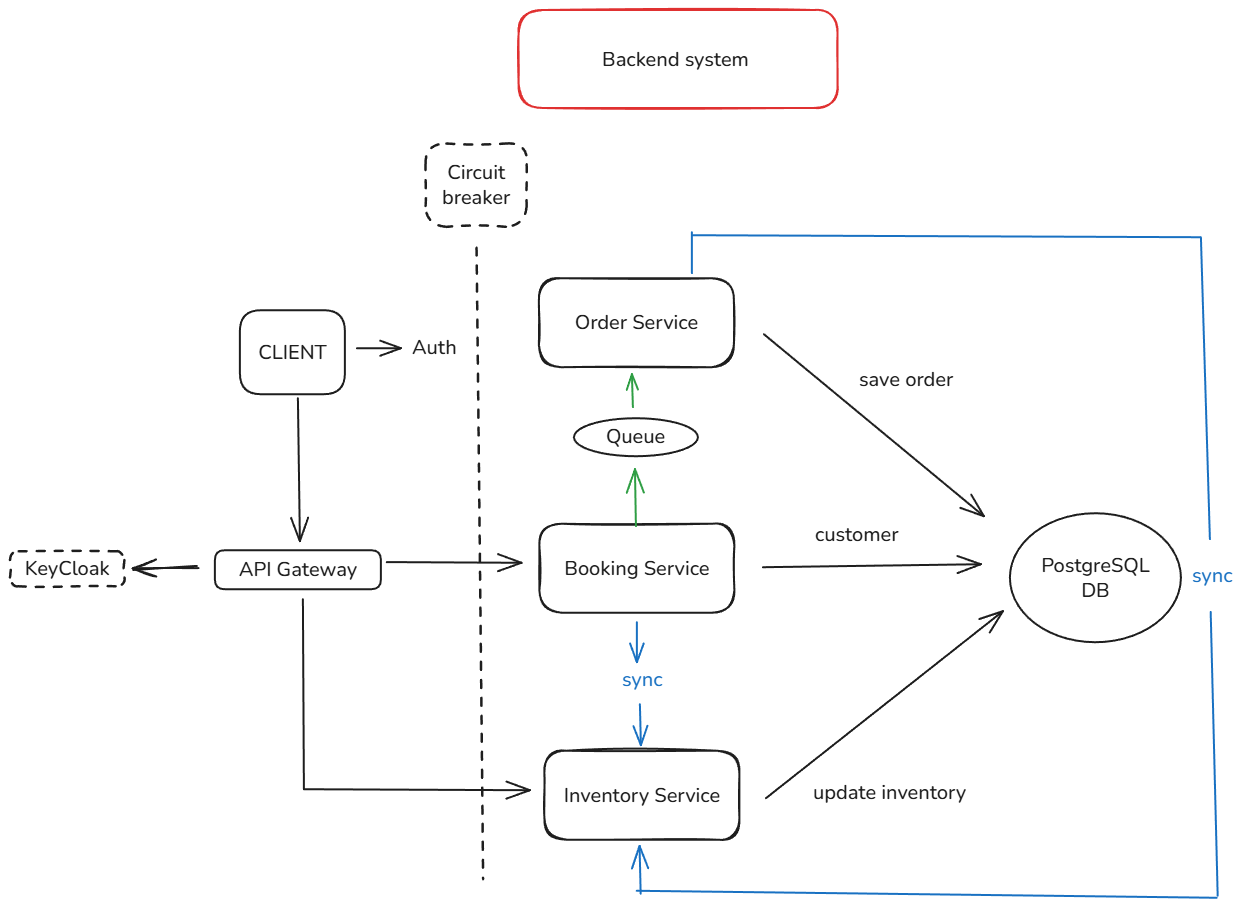 Backend system
Circuit
breaker
Order Service
CLIENT
Auth
save order
Queue
customer
KeyCloak
API Gateway
Booking Service
PostgreSQL
DB
sync
sync
Inventory Service
update inventory